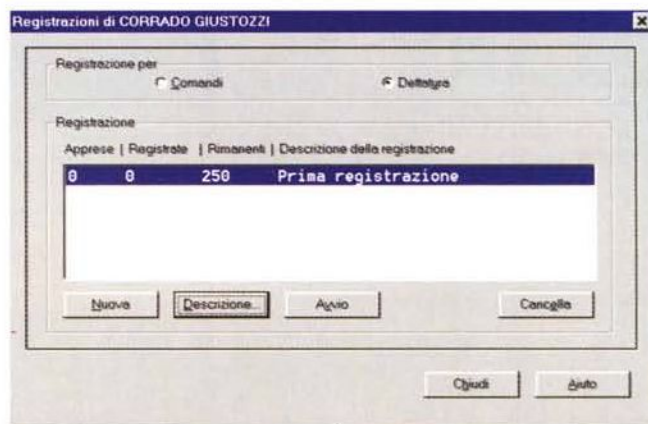 Registrazioni di CORRADO GIUSTOZZI
Registrazione per
Comandi
Dettatura
Registrazione
Apprese | Registrate | Rimanenti | Descrizione della registrazione
0 0 250 Prima registrazione
Nuova Descrizione... Avvio Cancella
Chiudi Aiuto